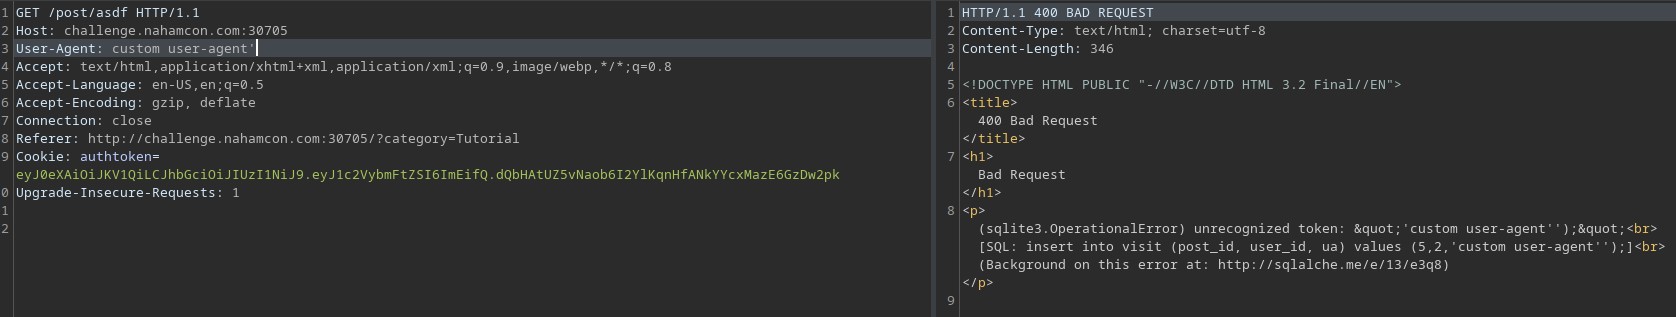 1 GET /post/asdf HTTP/1.1
2 Host: challenge.nahamcon.com:30705
3 User-Agent: custom user-agent'
4 Accept: text/html,application/xhtml+xml,application/xml;q=0.9,image/webp,*/*;q=0.8
5 Accept-Language: en-US,en;q=0.5
6 Accept-Encoding: gzip, deflate
7 Connection: close
8 Referer: http://challenge.nahamcon.com:30705/?category=Tutorial
9 Cookie: authtoken=
eyJ0eXAiOiJKV1QiLCJhbGciOiJIUzI1NiJ9.eyJ1c2VybmFtZSI6ImEifQ.dQbHAtUZ5vNaob6I2YlKqnHfANkYYcxMazE6GzDw2pk
0 Upgrade-Insecure-Requests: 1
1
2
1 HTTP/1.1 400 BAD REQUEST
2 Content-Type: text/html; charset=utf-8
3 Content-Length: 346
4
5 <!DOCTYPE HTML PUBLIC "-//W3C//DTD HTML 3.2 Final//EN">
6 <title>
400 Bad Request
</title>
7 <h1>
Bad Request
</h1>
8 <p>
(sqlite3.OperationalError) unrecognized token: &quot;'custom user-agent'');&quot;<br>
[SQL: insert into visit (post_id, user_id, ua) values (5,2,'custom user-agent'');]<br>
(Background on this error at: http://sqlalche.me/e/13/e3q8)
</p>
9